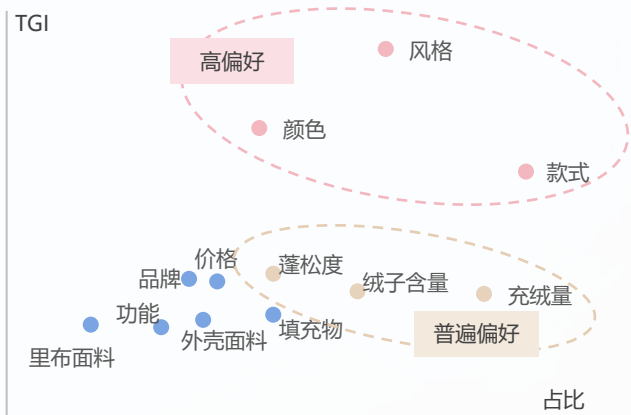 TGI
高偏好
风格
颜色
款式
价格
品牌
蓬松度
绒子含量
充绒量
功能
外壳面料
填充物
普遍偏好
里布面料
占比